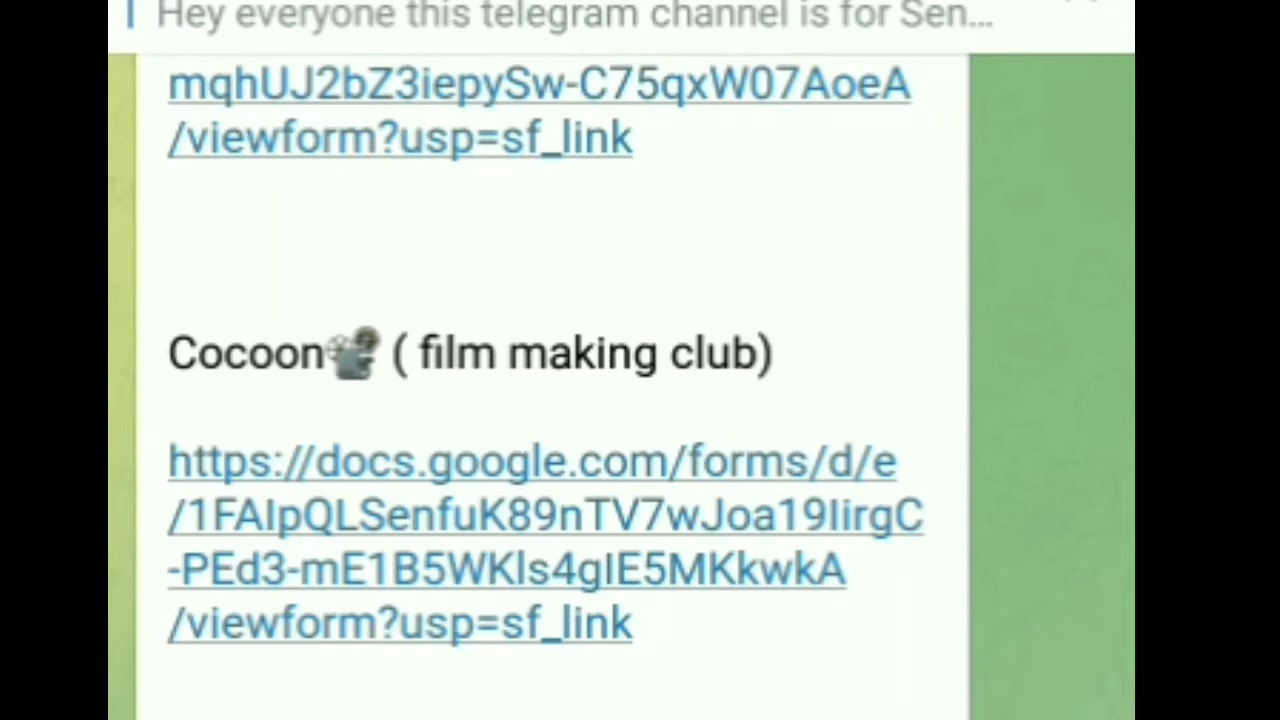 Hey everyone this telegram channel is for Sen...
mqhUJ2bZ3iepySw-C75qxW07AoeA
/viewform?usp=sf_link
Cocoon📽 ( film making club)
https://docs.google.com/forms/d/e
/1FAIpQLSenfuK89nTV7wJoa19IirgC
-PEd3-mE1B5WKls4gIE5MKkwkA
/viewform?usp=sf_link